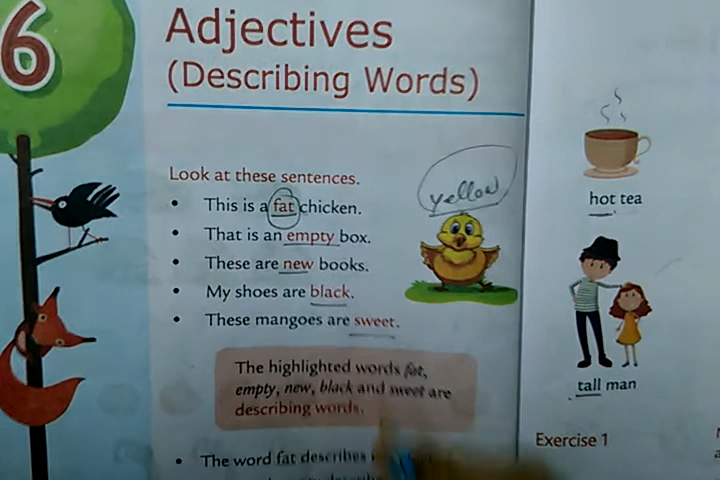 6
Adjectives
(Describing Words)
Look at these sentences.
• This is a fat chicken.
• That is an empty box.
• These are new books.
• My shoes are black.
• These mangoes are sweet.
yellow
The highlighted words fat,
empty, new, black and sweet are
describing words.
• The word fat describes
hot tea
tall man
Exercise 1